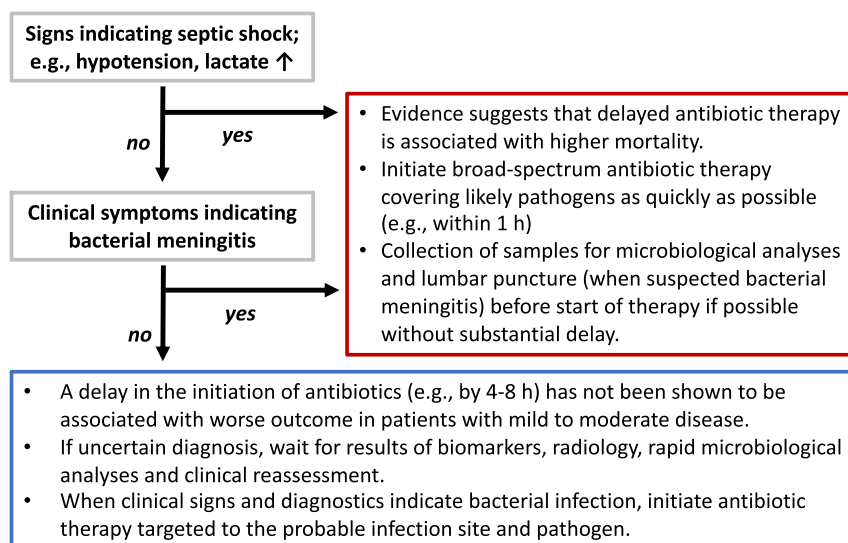 Signs indicating septic shock;
e.g., hypotension, lactate ↑
yes
no
Clinical symptoms indicating
bacterial meningitis
yes
no
• Evidence suggests that delayed antibiotic therapy
is associated with higher mortality.
• Initiate broad-spectrum antibiotic therapy
covering likely pathogens as quickly as possible
(e.g., within 1 h)
• Collection of samples for microbiological analyses
and lumbar puncture (when suspected bacterial
meningitis) before start of therapy if possible
without substantial delay.
• A delay in the initiation of antibiotics (e.g., by 4-8 h) has not been shown to be
associated with worse outcome in patients with mild to moderate disease.
• If uncertain diagnosis, wait for results of biomarkers, radiology, rapid microbiological
analyses and clinical reassessment.
• When clinical signs and diagnostics indicate bacterial infection, initiate antibiotic
therapy targeted to the probable infection site and pathogen.